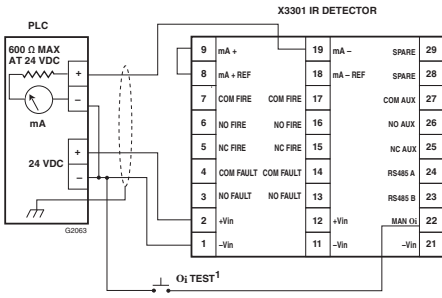 X3301 IR DETECTOR
PLC
600 Ω MAX
AT 24 VDC
+
–
mA
24 VDC
+
–
G2063
9 mA + 19 mA – SPARE 29
8 mA + REF 18 mA – REF SPARE 28
7 COM FIRE COM FIRE 17 COM AUX 27
6 NO FIRE NO FIRE 16 NO AUX 26
5 NC FIRE NC FIRE 15 NC AUX 25
4 COM FAULT COM FAULT 14 RS485 A 24
3 NO FAULT NO FAULT 13 RS485 B 23
2 +Vin 12 +Vin MAN Oi 22
1 –Vin 11 –Vin –Vin 21
Oi TEST1